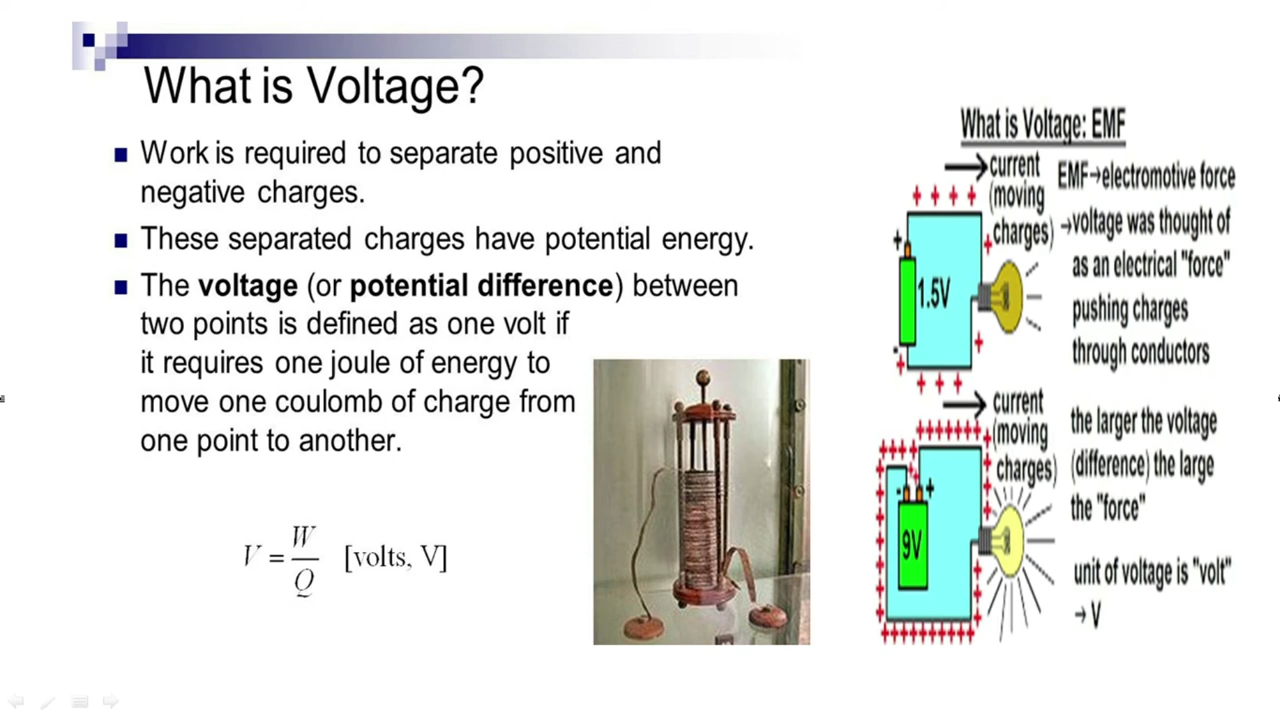 What is Voltage?
Work is required to separate positive and
negative charges.
These separated charges have potential energy.
The voltage (or potential difference) between
two points is defined as one volt if
it requires one joule of energy to
move one coulomb of charge from
one point to another.
V = W/Q [volts, V]
What is Voltage: EMF
current
(moving
charges)
EMF→electromotive force
→voltage was thought of
as an electrical "force"
pushing charges
through conductors
+ + + +
+
+
1.5V
+
-
+
+ + +
current
(moving
charges)
the larger the voltage
(difference) the large
the "force"
- +
9V
unit of voltage is "volt"
→ V